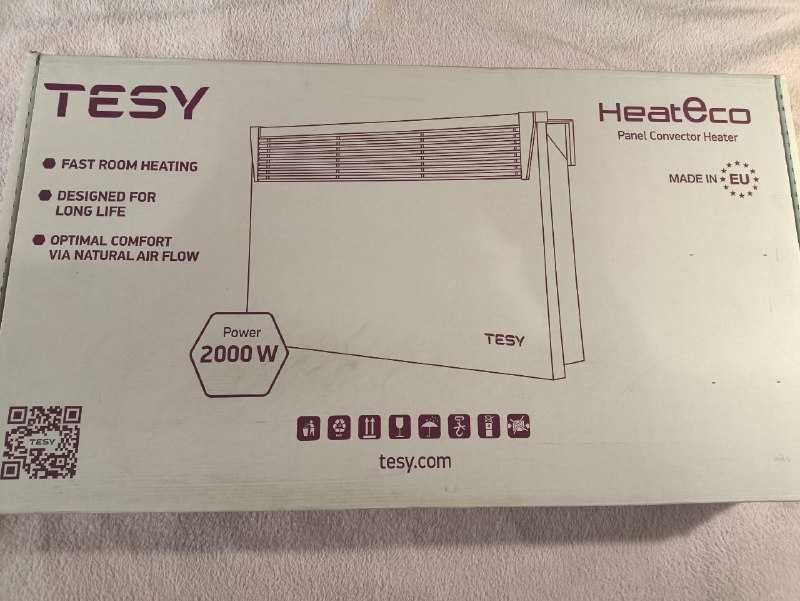 TESY
FAST ROOM HEATING
DESIGNED FOR
LONG LIFE
OPTIMAL COMFORT
VIA NATURAL AIR FLOW
Heateco
Panel Convector Heater
MADE IN EU
Power
2000 W
TESY
TESY
tesy.com